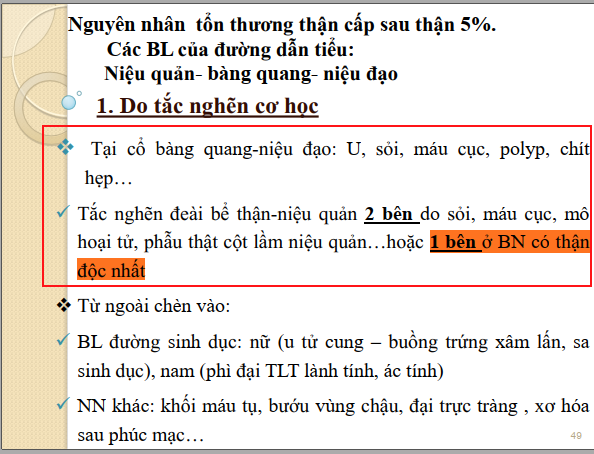 Nguyên nhân tổn thương thận cấp sau thận 5%.
Các BL của đường dẫn tiểu:
Niệu quản- bàng quang- niệu đạo
1. Do tắc nghẽn cơ học
Tại cổ bàng quang-niệu đạo: U, sỏi, máu cục, polyp, chít
hẹp…
Tắc nghẽn đeài bể thận-niệu quản 2 bên do sỏi, máu cục, mô
hoại tử, phẫu thật cột lầm niệu quản…hoặc 1 bên ở BN có thận
độc nhất
Từ ngoài chèn vào:
BL đường sinh dục: nữ (u tử cung – buồng trứng xâm lấn, sa
sinh dục), nam (phì đại TLT lành tính, ác tính)
NN khác: khối máu tụ, bướu vùng chậu, đại trực tràng , xơ hóa
sau phúc mạc…
49